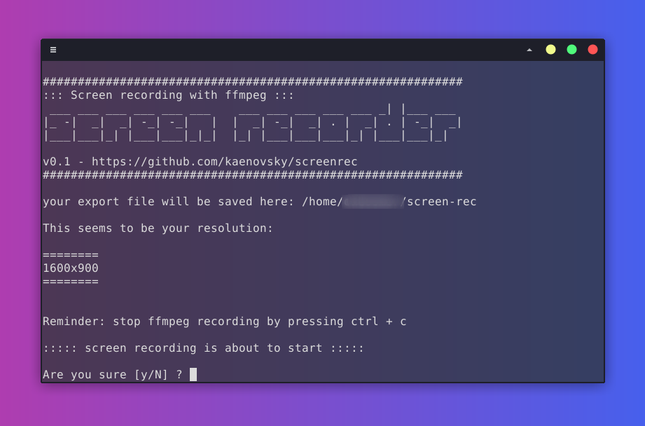 ############################################################
::: Screen recording with ffmpeg :::
screen recorder
v0.1 - https://github.com/kaenovsky/screenrec
############################################################
your export file will be saved here: /home/ /screen-rec
This seems to be your resolution:
========
1600x900
========
Reminder: stop ffmpeg recording by pressing ctrl + c
::::: screen recording is about to start :::::
Are you sure [y/N] ?